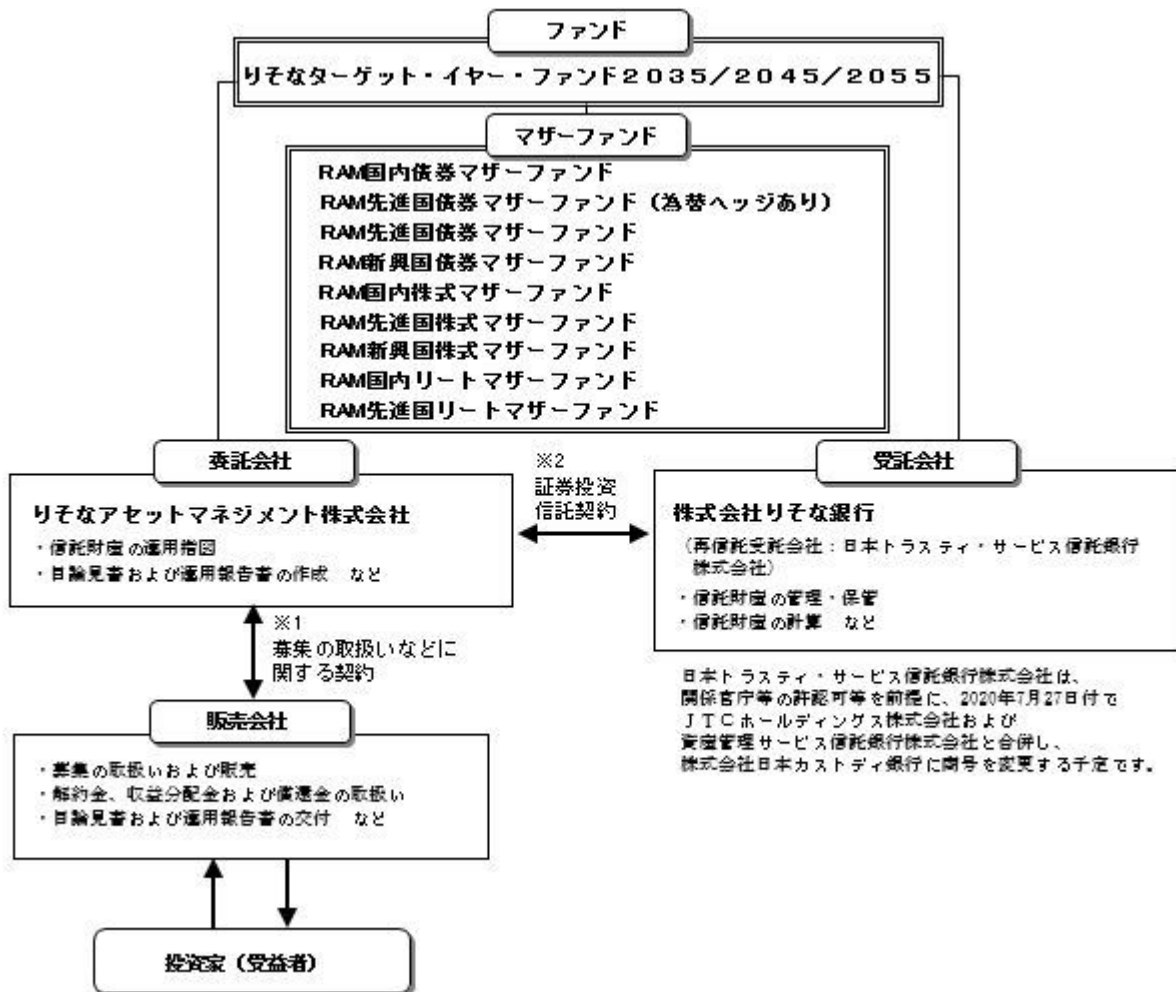 ファンド
りそなターゲット・イヤー・ファンド2035/2045/2055
マザーファンド
RAM国内債券マザーファンド
RAM先進国債券マザーファンド(為替ヘッジあり)
RAM先進国債券マザーファンド
RAM新興国債券マザーファンド
RAM国内株式マザーファンド
RAM先進国株式マザーファンド
RAM新興国株式マザーファンド
RAM国内リートマザーファンド
RAM先進国リートマザーファンド
委託会社
りそなアセットマネジメント株式会社
・信託財産の運用指図
・目論見書および運用報告書の作成 など
※2
証券投資
信託契約
受託会社
株式会社りそな銀行
(再信託受託会社:日本トラスティ・サービス信託銀行
株式会社)
・信託財産の管理・保管
・信託財産の計算 など
※1
募集の取扱いなどに
関する契約
日本トラスティ・サービス信託銀行株式会社は、
関係官庁等の許認可等を前提に、2020年7月27日付で
JTCホールディングス株式会社および
資産管理サービス信託銀行株式会社と合併し、
株式会社日本カストディ銀行に商号を変更する予定です。
販売会社
・募集の取扱いおよび販売
・解約金、収益分配金および償還金の取扱い
・目論見書および運用報告書の交付 など
投資家(受益者)